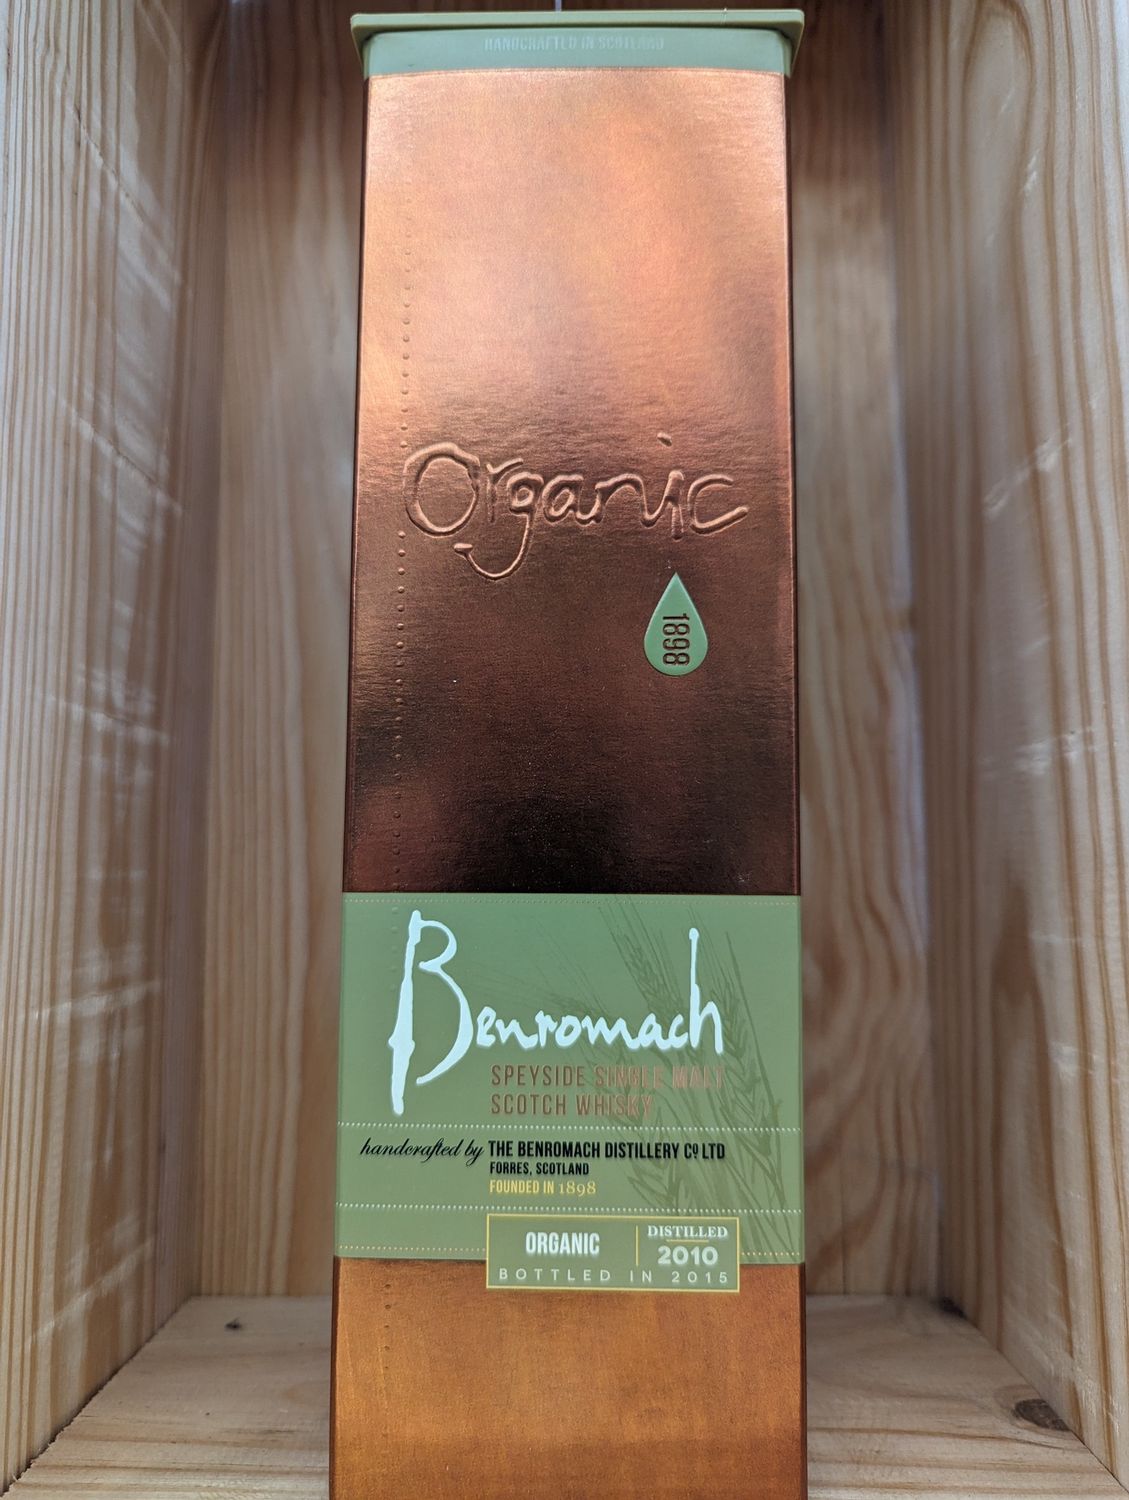 HANDCRAFTED IN SCOTLAND
Organic
1898
Benromach
SPEYSIDE SINGLE MALT
SCOTCH WHISKY
handcrafted by THE BENROMACH DISTILLERY Cº LTD
FORRES, SCOTLAND
FOUNDED IN 1898
ORGANIC
DISTILLED
2010
BOTTLED IN 2015